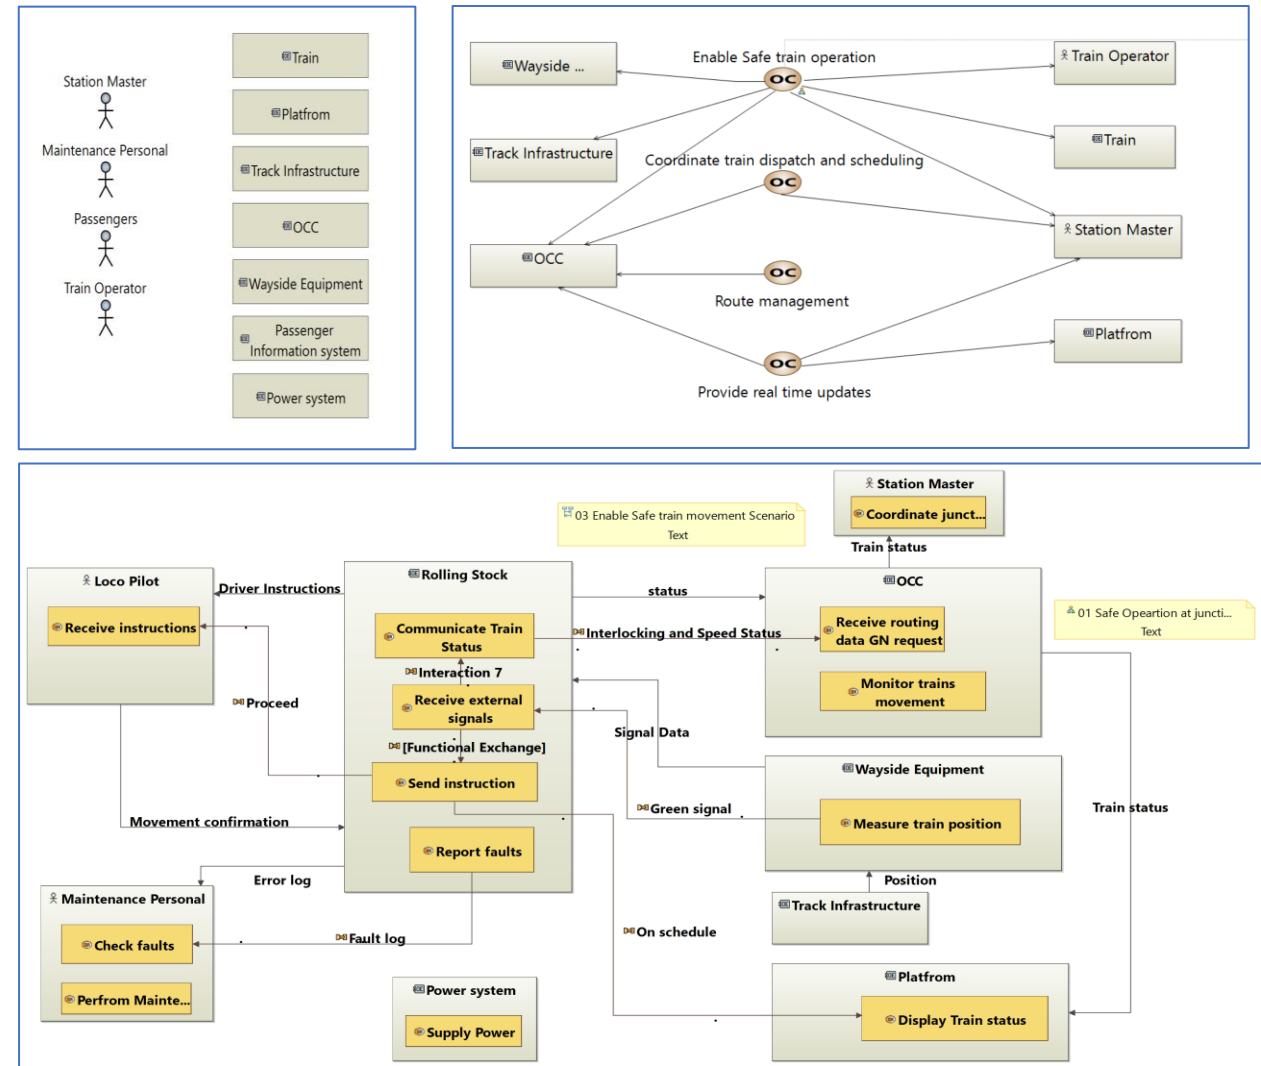 Station Master
Maintenance Personal
Passengers
Train Operator
Train
Platfrom
Track Infrastructure
OCC
Wayside Equipment
Passenger
Information system
Power system
Enable Safe train operation
OC
Wayside ...
Train Operator
Track Infrastructure
Train
Coordinate train dispatch and scheduling
OC
Station Master
OCC
OC
Route management
Platfrom
OC
Provide real time updates
03 Enable Safe train movement Scenario
Text
Station Master
Coordinate junct...
Train status
Loco Pilot
Receive instructions
Driver Instructions
Rolling Stock
status
OCC
Communicate Train
Status
Interlocking and Speed Status
Receive routing
data GN request
01 Safe Opeartion at juncti...
Text
Interaction 7
Monitor trains
movement
Receive external
signals
Proceed
Signal Data
[Functional Exchange]
Send instruction
Wayside Equipment
Green signal
Measure train position
Train status
Movement confirmation
Report faults
Error log
Position
Maintenance Personal
Track Infrastructure
Check faults
Fault log
On schedule
Perfrom Mainte...
Power system
Supply Power
Platfrom
Display Train status